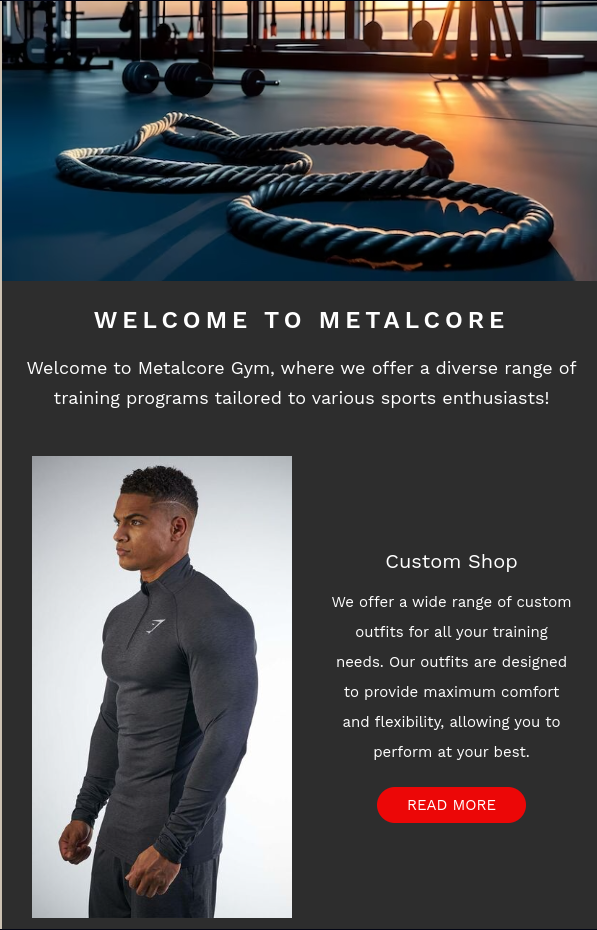 WELCOME TO METALCORE
Welcome to Metalcore Gym, where we offer a diverse range of
training programs tailored to various sports enthusiasts!
Custom Shop
We offer a wide range of custom
outfits for all your training
needs. Our outfits are designed
to provide maximum comfort
and flexibility, allowing you to
perform at your best.
READ MORE